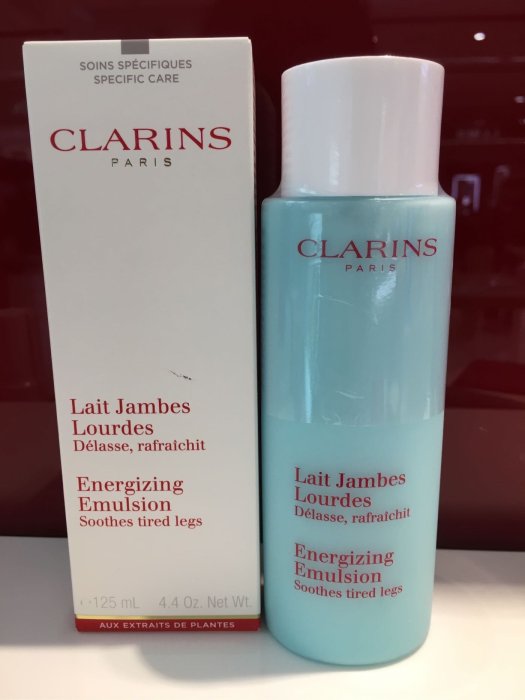 SOINS SPÉCIFIQUES
SPECIFIC CARE
CLARINS
PARIS
Lait Jambes
Lourdes
Délasse, rafraîchit
Energizing
Emulsion
Soothes tired legs
125 mL 4.4 Oz. Net Wt.
AUX EXTRAITS DE PLANTES
CLARINS
PARIS
Lait Jambes
Lourdes
Délasse, rafraîchit
Energizing
Emulsion
Soothes tired legs